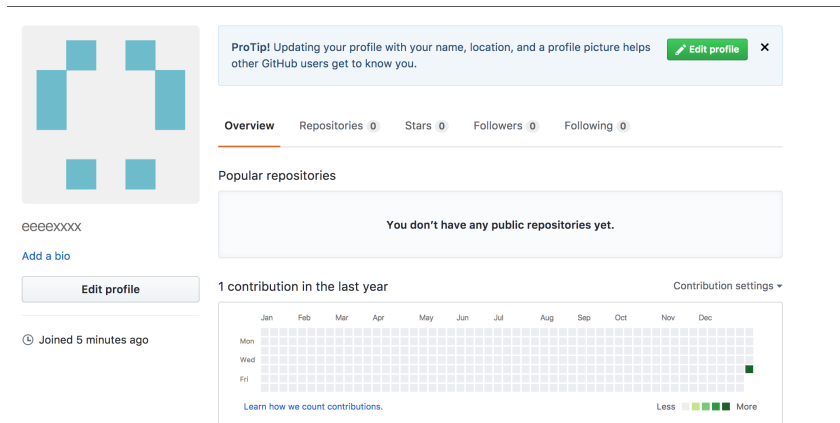 ProTip! Updating your profile with your name, location, and a profile picture helps
other GitHub users get to know you.
Edit profile
Overview Repositories 0 Stars 0 Followers 0 Following 0
Popular repositories
You don’t have any public repositories yet.
eeeexxxx
Add a bio
Edit profile
Joined 5 minutes ago
1 contribution in the last year
Contribution settings
Jan Feb Mar Apr May Jun Jul Aug Sep Oct Nov Dec
Mon
Wed
Fri
Learn how we count contributions.
Less More